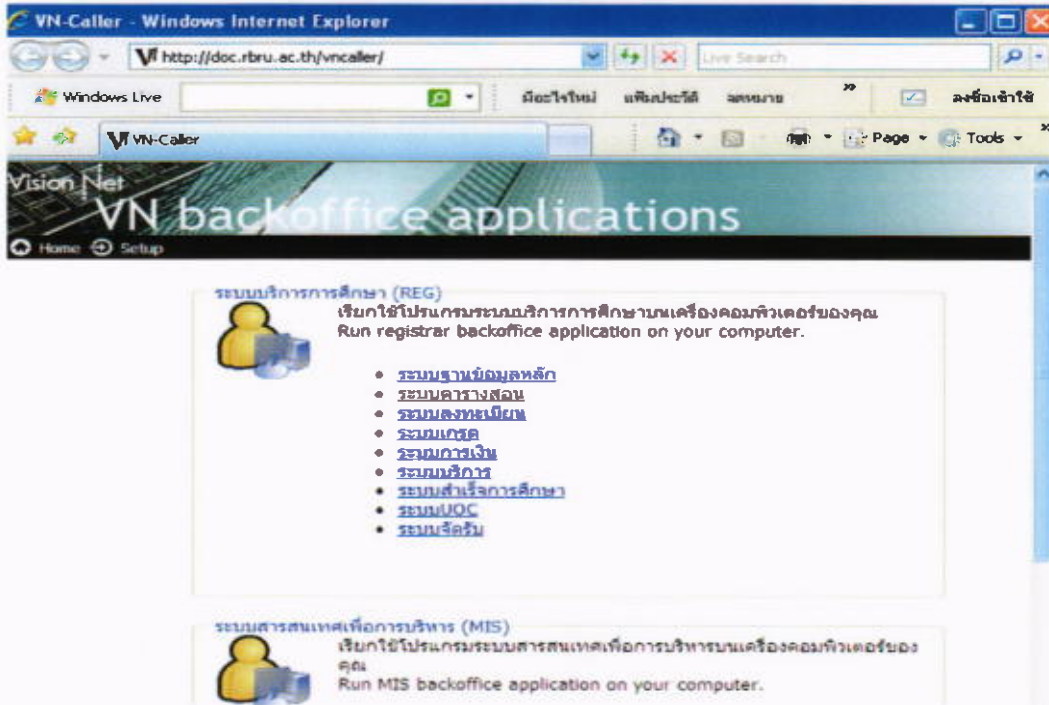 VN-Caller - Windows Internet Explorer
http://doc.rbru.ac.th/vncaller/
Live Search
Windows Live
มีอะไรใหม่
แฟ้มประวัติ
จดหมาย
»
ลงชื่อเข้าใช้
VN-Caller
Page
Tools
»
Vision Net
VN backoffice applications
Home
Setup
ระบบบริการการศึกษา (REG)
เรียกใช้โปรแกรมระบบบริการการศึกษาบนเครื่องคอมพิวเตอร์ของคุณ
Run registrar backoffice application on your computer.
ระบบฐานข้อมูลหลัก
ระบบตารางสอน
ระบบลงทะเบียน
ระบบเกรด
ระบบการเงิน
ระบบบริการ
ระบบสำเร็จการศึกษา
ระบบUOC
ระบบจัดรับ
ระบบสารสนเทศเพื่อการบริหาร (MIS)
เรียกใช้โปรแกรมระบบสารสนเทศเพื่อการบริหารบนเครื่องคอมพิวเตอร์ของ
คุณ
Run MIS backoffice application on your computer.